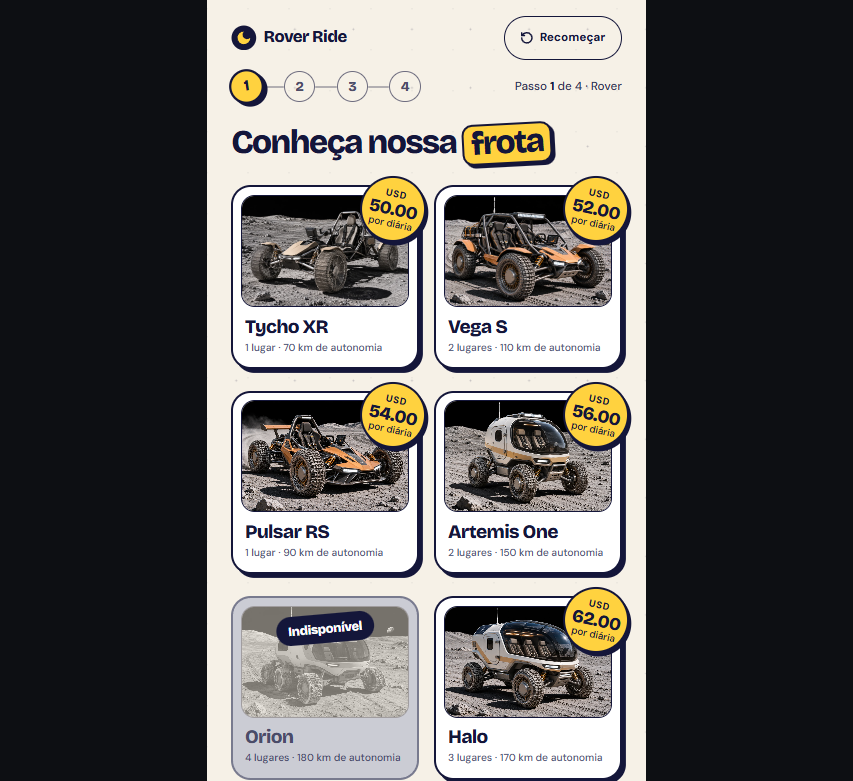 Rover Ride
Recomeçar
1 2 3 4
Passo 1 de 4 · Rover
Conheça nossa frota
USD
50.00
por diária
Tycho XR
1 lugar · 70 km de autonomia
USD
52.00
por diária
Vega S
2 lugares · 110 km de autonomia
USD
54.00
por diária
Pulsar RS
1 lugar · 90 km de autonomia
USD
56.00
por diária
Artemis One
2 lugares · 150 km de autonomia
Indisponível
Orion
4 lugares · 180 km de autonomia
USD
62.00
por diária
Halo
3 lugares · 170 km de autonomia